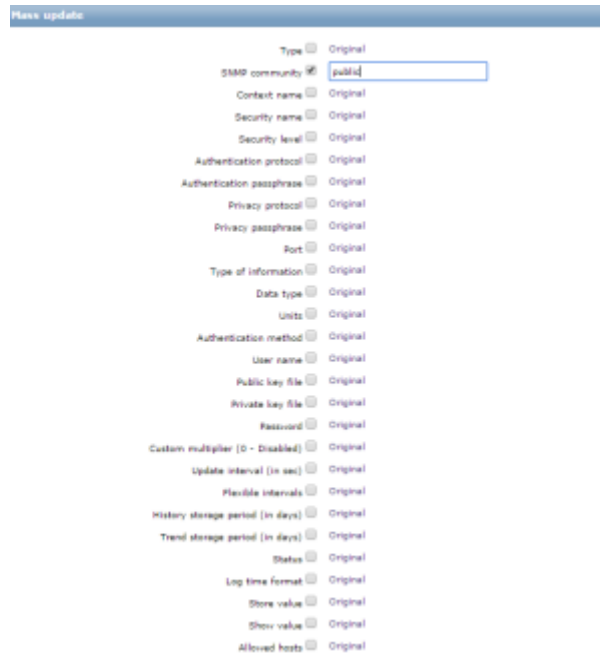 Mass update
Type Original
SNMP community public
Context name Original
Security name Original
Security level Original
Authentication protocol Original
Authentication passphrase Original
Privacy protocol Original
Privacy passphrase Original
Port Original
Type of information Original
Data type Original
Units Original
Authentication method Original
User name Original
Public key file Original
Private key file Original
Password Original
Custom multiplier (0 - Disabled) Original
Update interval (in sec) Original
Flexible intervals Original
History storage period (in days) Original
Trend storage period (in days) Original
Status Original
Log time format Original
Store value Original
Show value Original
Allowed hosts Original